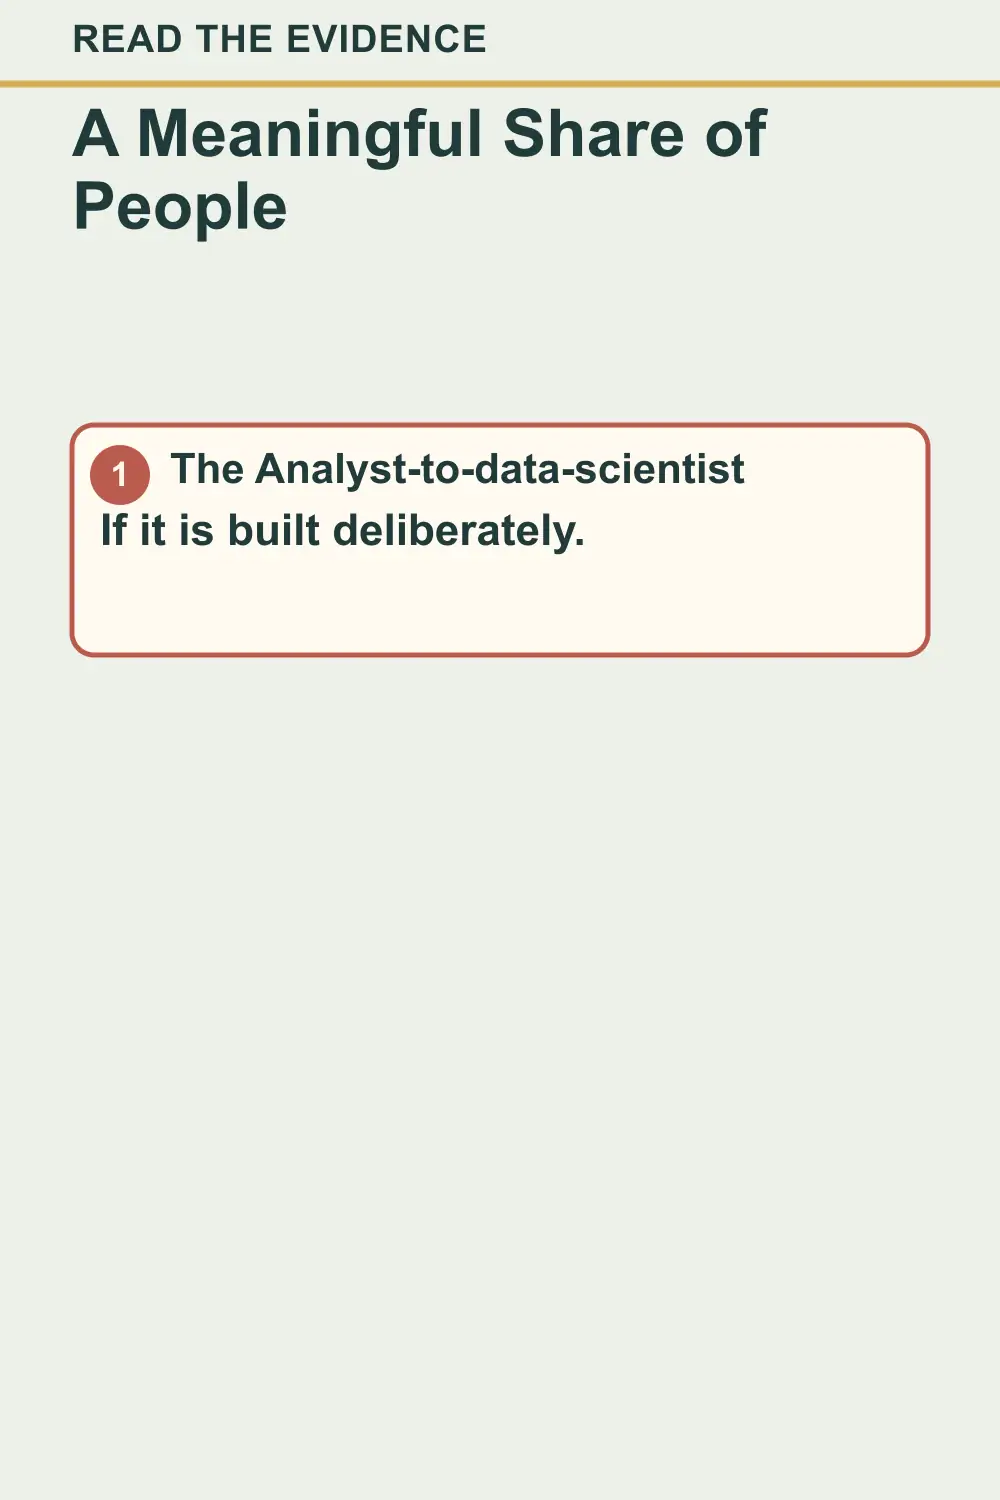 READ THE EVIDENCE
A Meaningful Share of
People
1 The Analyst-to-data-scientist
If it is built deliberately.